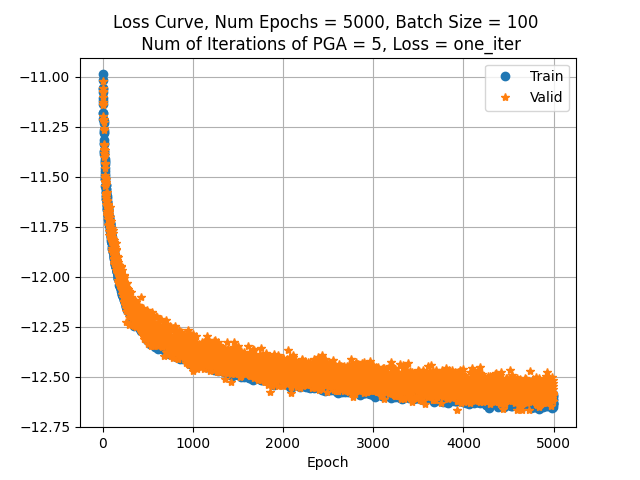 Loss Curve, Num Epochs = 5000, Batch Size = 100
Num of Iterations of PGA = 5, Loss = one_iter
Train
Valid
−11.00
−11.25
−11.50
−11.75
−12.00
−12.25
−12.50
−12.75
0 1000 2000 3000 4000 5000
Epoch